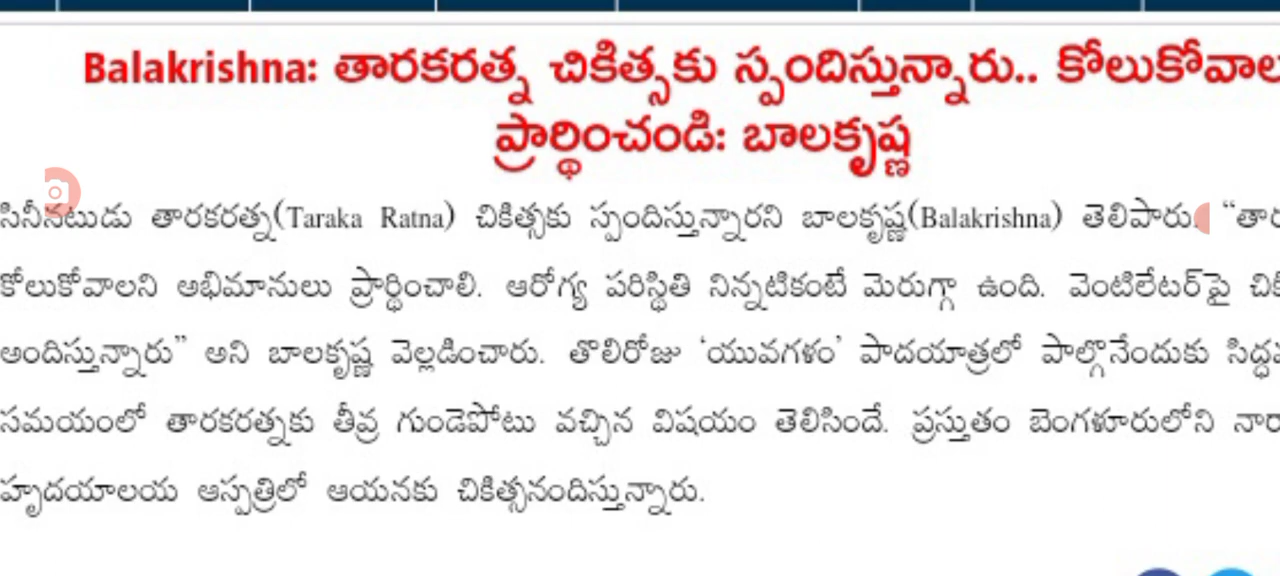 Balakrishna: తారకరత్న చికిత్సకు స్పందిస్తున్నారు..
ప్రార్థించండి: బాలకృష్ణ
సినీనటుడు తారకరత్న(Taraka Ratna) చికిత్సకు స్పందిస్తున్నారని బాలకృష్ణ(Balakrishna) తెలిపారు.
కోలుకోవాలని అభిమానులు ప్రార్థించాలి. ఆరోగ్య పరిస్థితి నిన్నటికంటే మెరుగ్గా ఉంది. వెంటిలేటర్‌పై
అందిస్తున్నారు” అని బాలకృష్ణ వెల్లడించారు. తొలిరోజు ‘యువగళం’ పాదయాత్రలో పాల్గొనేందుకు
సమయంలో తారకరత్నకు తీవ్ర గుండెపోటు వచ్చిన విషయం తెలిసిందే. ప్రస్తుతం బెంగళూరులోని
హృదయాలయ ఆస్పత్రిలో ఆయనకు చికిత్సనందిస్తున్నారు.